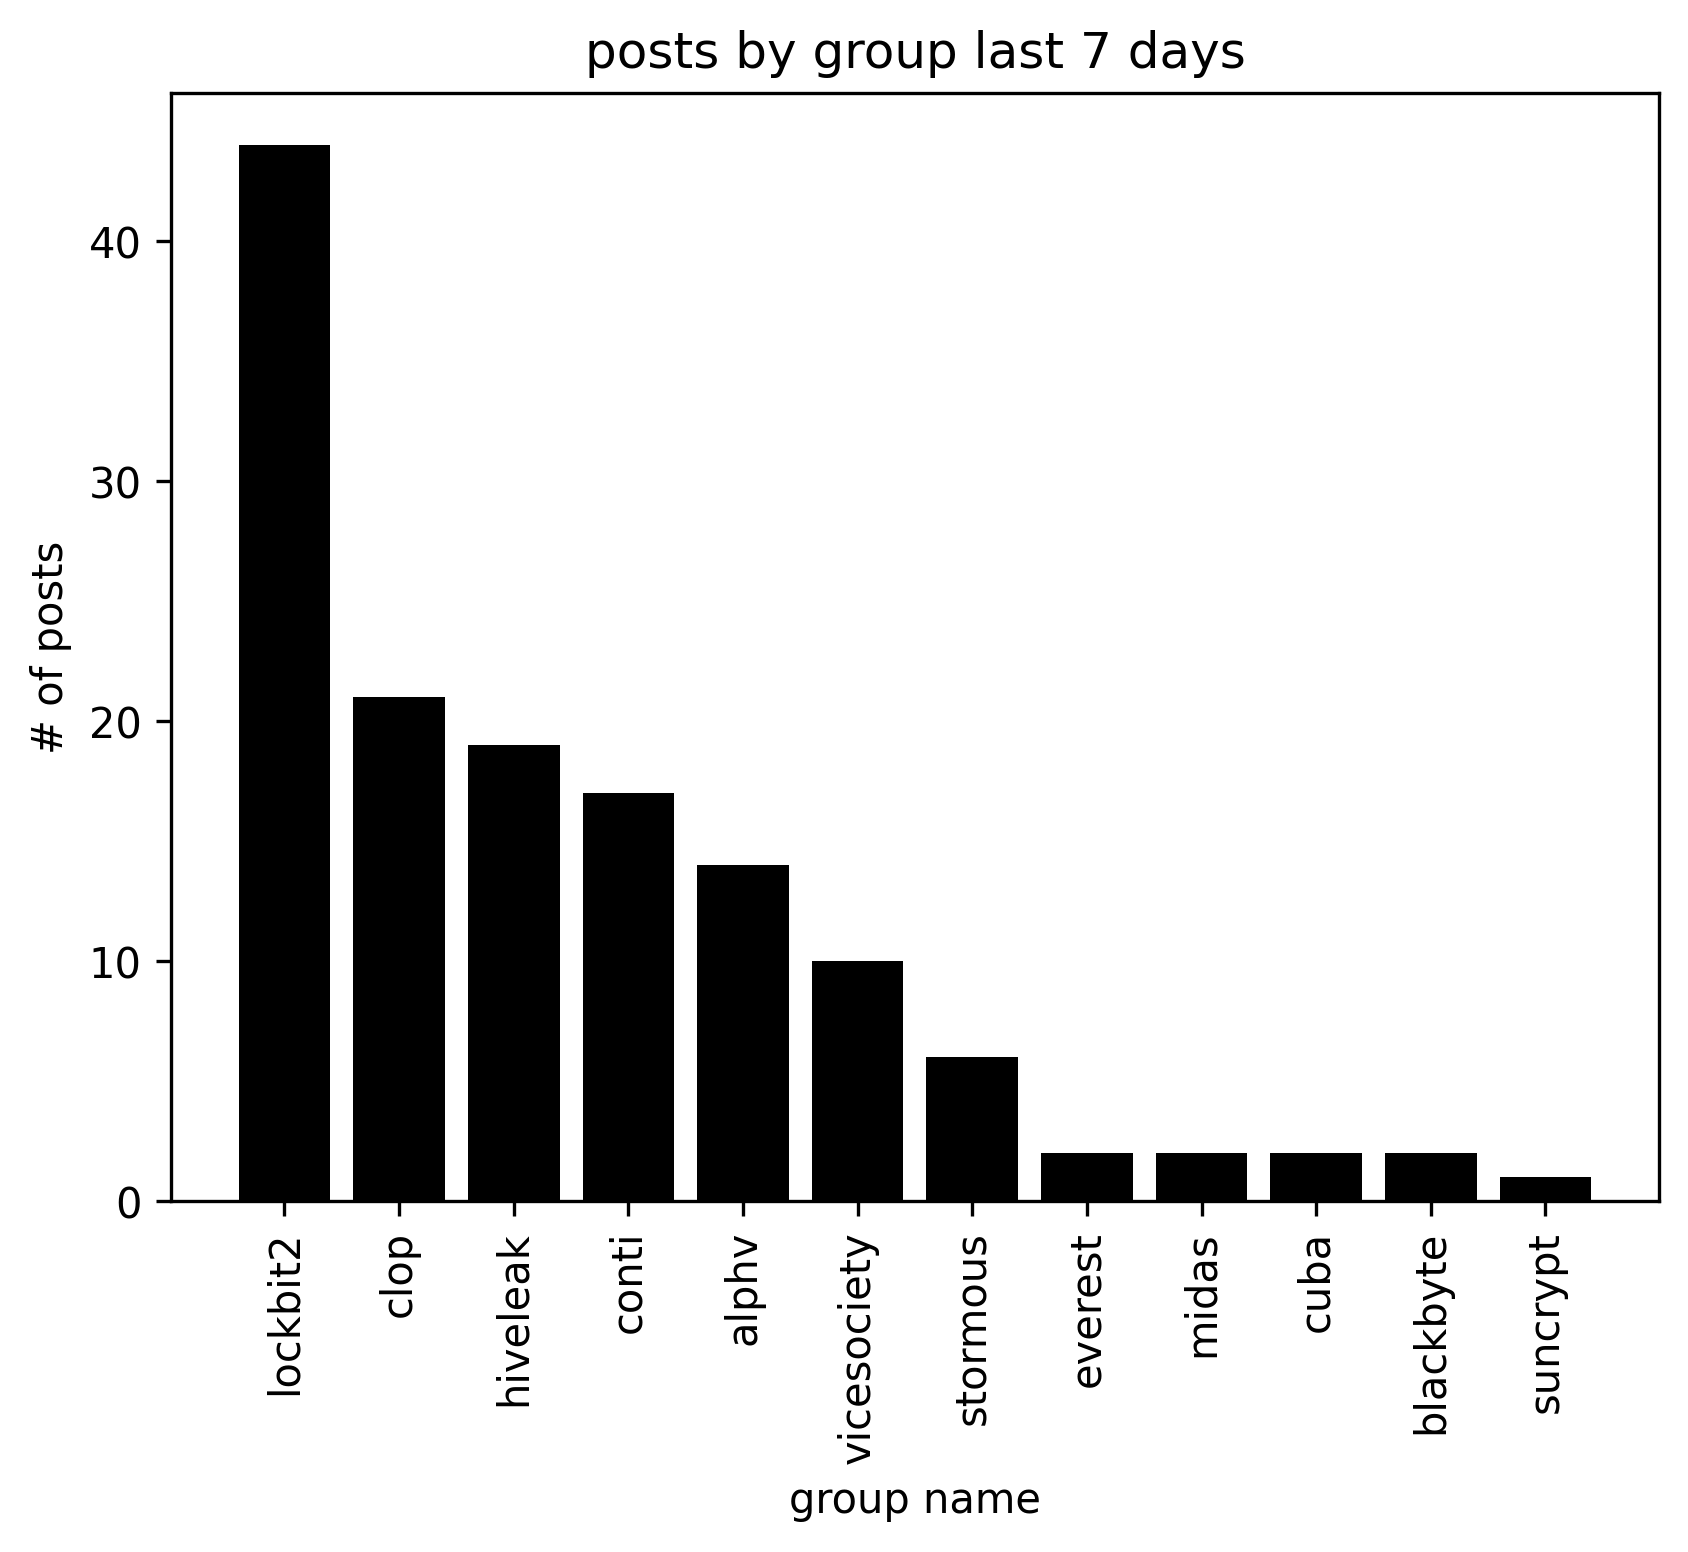 posts by group last 7 days
# of posts
40
30
20
10
0
lockbit2
clop
hiveleak
conti
alphv
vicesociety
stormous
everest
midas
cuba
blackbyte
suncrypt
group name